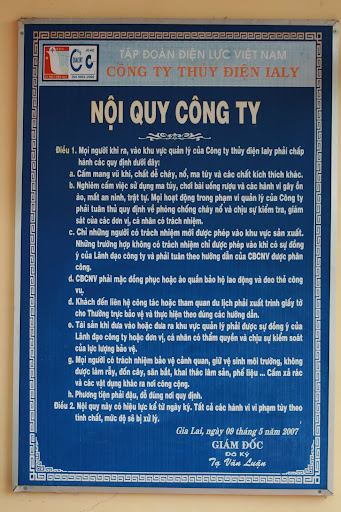 TẬP ĐOÀN ĐIỆN LỰC VIỆT NAM
CÔNG TY THỦY ĐIỆN IALY
NỘI QUY CÔNG TY
Điều 1. Mọi người khi ra, vào khu vực quản lý của Công ty thủy điện Ialy phải chấp
hành các quy định dưới đây:
a. Cấm mang vũ khí, chất dễ cháy, nổ, ma túy và các chất kích thích khác.
b. Nghiêm cấm việc sử dụng ma túy, chơi bài uống rượu và các hành vi gây ồn
ào, mất an ninh, trật tự. Mọi hoạt động trong phạm vi quản lý của Công ty
phải tuân thủ quy định về phòng chống cháy nổ và chịu sự kiểm tra, giám
sát của các đơn vị, cá nhân có trách nhiệm.
c. Chỉ những người có trách nhiệm mới được phép vào khu vực sản xuất.
Những trường hợp không có trách nhiệm chỉ được phép vào khi có sự đồng
ý của Lãnh đạo công ty và phải tuân theo hướng dẫn của CBCNV được phân
công.
d. CBCNV phải mặc đồng phục hoặc áo quần bảo hộ lao động và đeo thẻ công
vụ.
đ. Khách đến liên hệ công tác hoặc tham quan du lịch phải xuất trình giấy tờ
cho Thường trực bảo vệ và thực hiện theo đúng các hướng dẫn.
e. Tài sản khi đưa vào hoặc đưa ra khu vực quản lý phải được sự đồng ý của
Lãnh đạo công ty hoặc đơn vị, cá nhân có thẩm quyền và chịu sự kiểm soát
của lực lượng bảo vệ.
g. Mọi người có trách nhiệm bảo vệ cảnh quan, giữ vệ sinh môi trường, không
được làm rẫy, đốn cây, săn bắt, khai thác lâm sản, phế liệu ... Cấm xả rác
và các vật dụng khác ra nơi công cộng.
h. Phương tiện phải đậu, đỗ đúng nơi quy định.
Điều 2. Nội quy này có hiệu lực kể từ ngày ký. Tất cả các hành vi vi phạm tùy theo
tính chất, mức độ sẽ bị xử lý.
Gia Lai, ngày 09 tháng 5 năm 2007
GIÁM ĐỐC
Đã Ký
Tạ Văn Luận